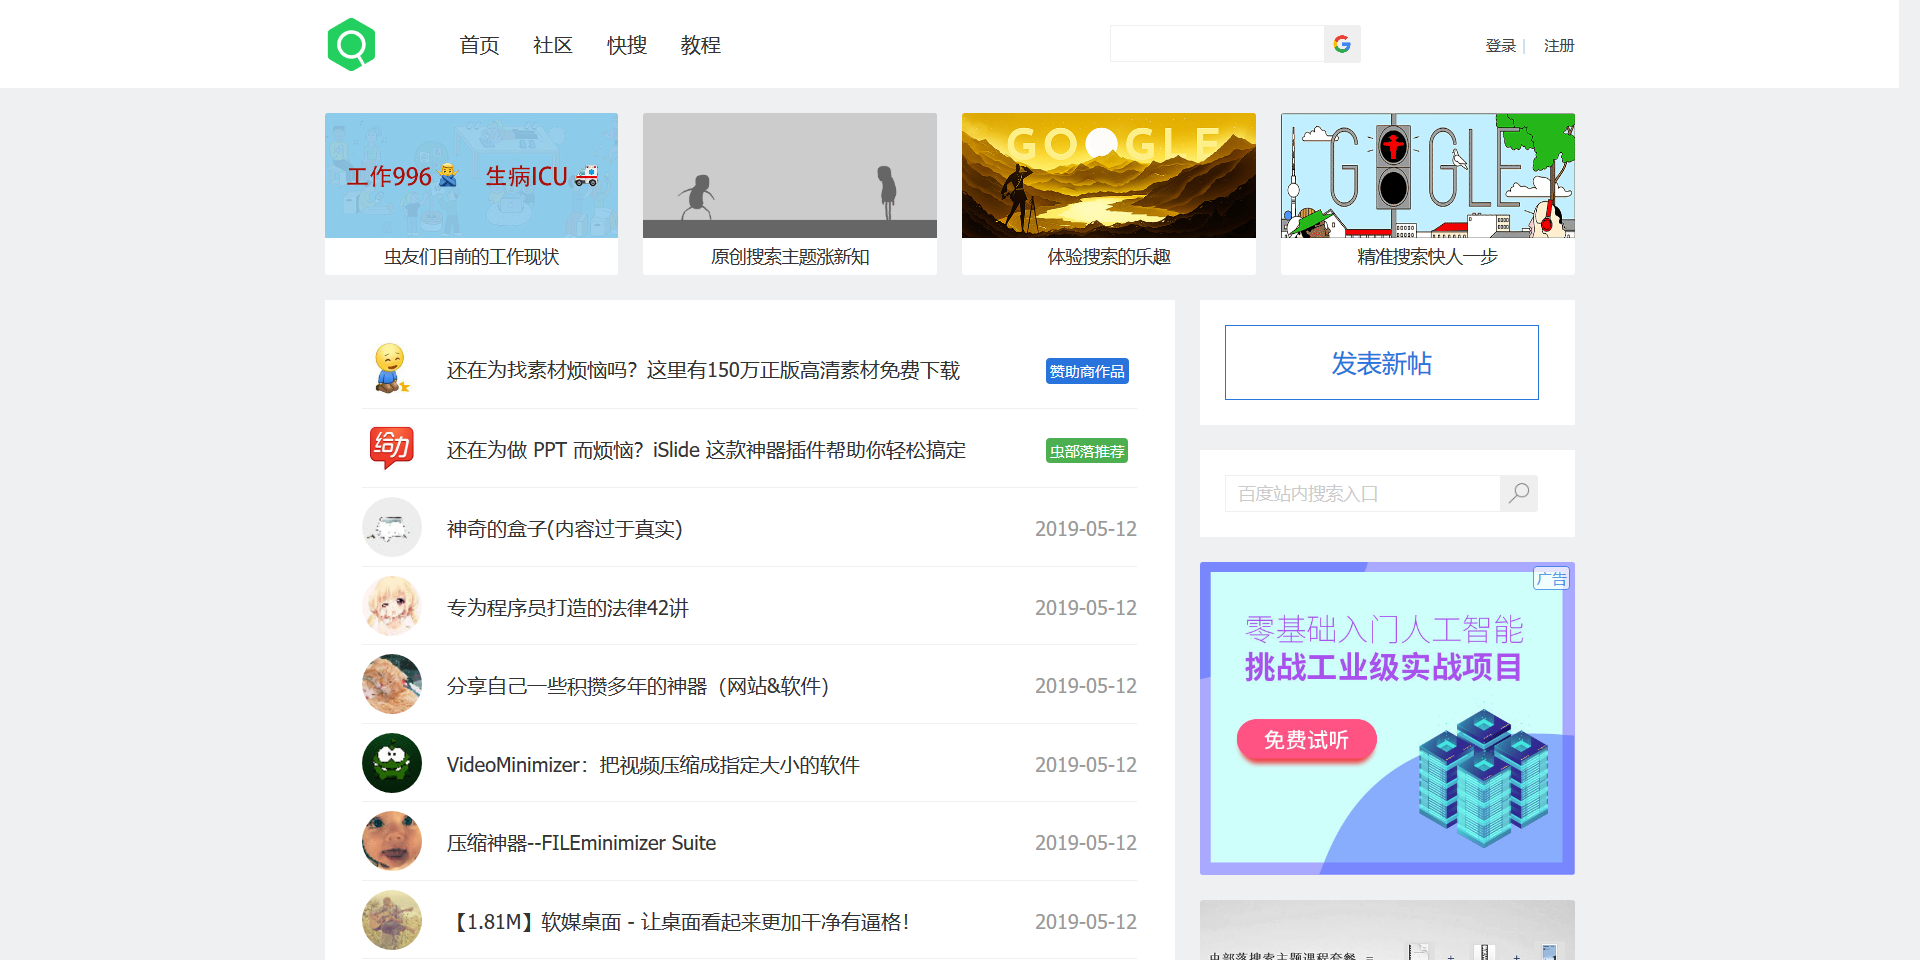 首页 社区 快搜 教程
登录 | 注册
工作996 生病ICU
虫友们目前的工作现状
原创搜索主题涨新知
GOOGLE
体验搜索的乐趣
GOOGLE
精准搜索快人一步
还在为找素材烦恼吗？这里有150万正版高清素材免费下载 赞助商作品
给力
还在为做 PPT 而烦恼？iSlide 这款神器插件帮助你轻松搞定 虫部落推荐
神奇的盒子(内容过于真实) 2019-05-12
专为程序员打造的法律42讲 2019-05-12
分享自己一些积攒多年的神器（网站&软件） 2019-05-12
VideoMinimizer：把视频压缩成指定大小的软件 2019-05-12
压缩神器--FILEminimizer Suite 2019-05-12
【1.81M】软媒桌面 - 让桌面看起来更加干净有逼格！ 2019-05-12
发表新帖
百度站内搜索入口
广告
零基础入门人工智能
挑战工业级实战项目
免费试听
虫部落搜索主题课程套餐 = + +